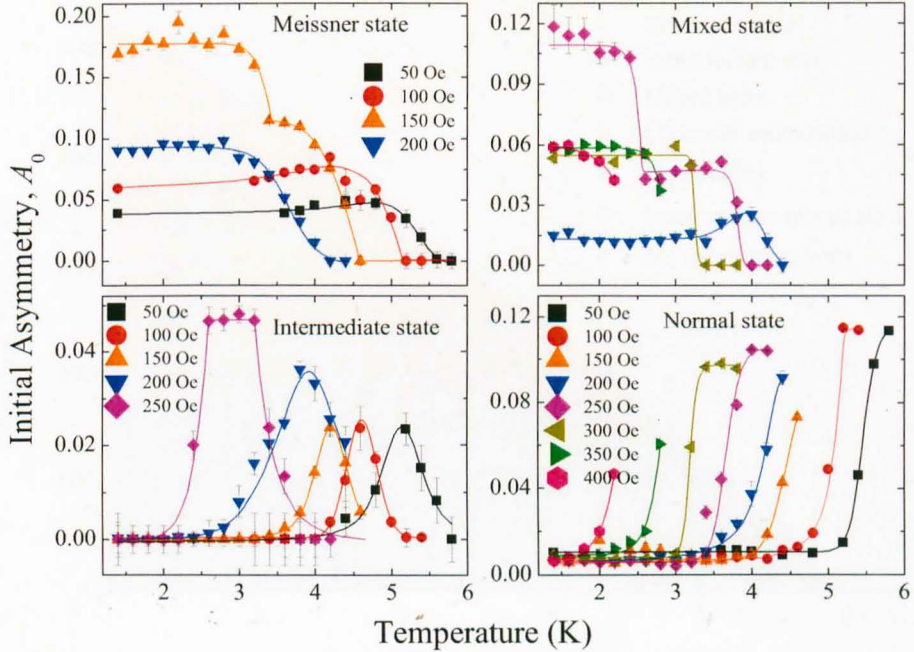 Initial Asymmetry, A₀
Temperature (K)
Meissner state
0.20
0.15
0.10
0.05
0.00
50 Oe
100 Oe
150 Oe
200 Oe
Mixed state
0.12
0.09
0.06
0.03
0.00
Intermediate state
0.04
0.02
0.00
50 Oe
100 Oe
150 Oe
200 Oe
250 Oe
2 3 4 5 6
Normal state
0.12
0.08
0.04
0.00
50 Oe
100 Oe
150 Oe
200 Oe
250 Oe
300 Oe
350 Oe
400 Oe
2 3 4 5 6